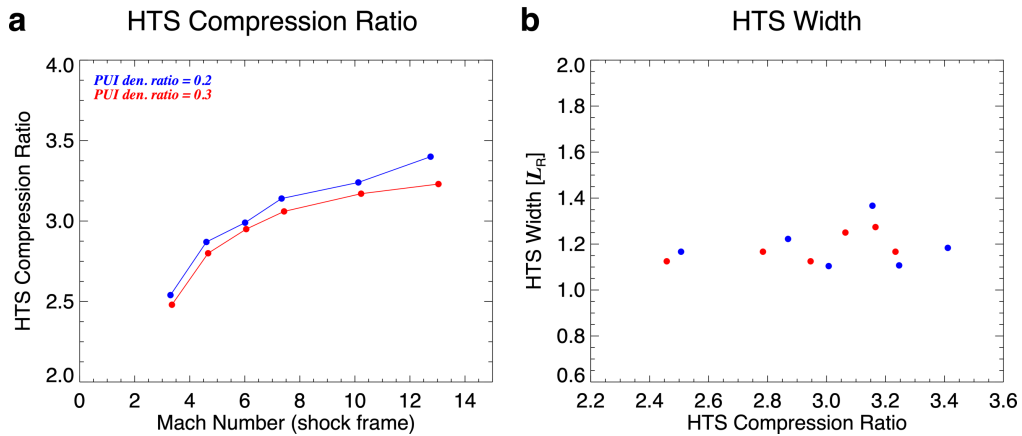 a
HTS Compression Ratio
PUI den. ratio = 0.2
PUI den. ratio = 0.3
HTS Compression Ratio
4.0
3.5
3.0
2.5
2.0
0 2 4 6 8 10 12 14
Mach Number (shock frame)
b
HTS Width
HTS Width [L_R]
2.0
1.8
1.6
1.4
1.2
1.0
0.8
0.6
2.2 2.4 2.6 2.8 3.0 3.2 3.4 3.6
HTS Compression Ratio